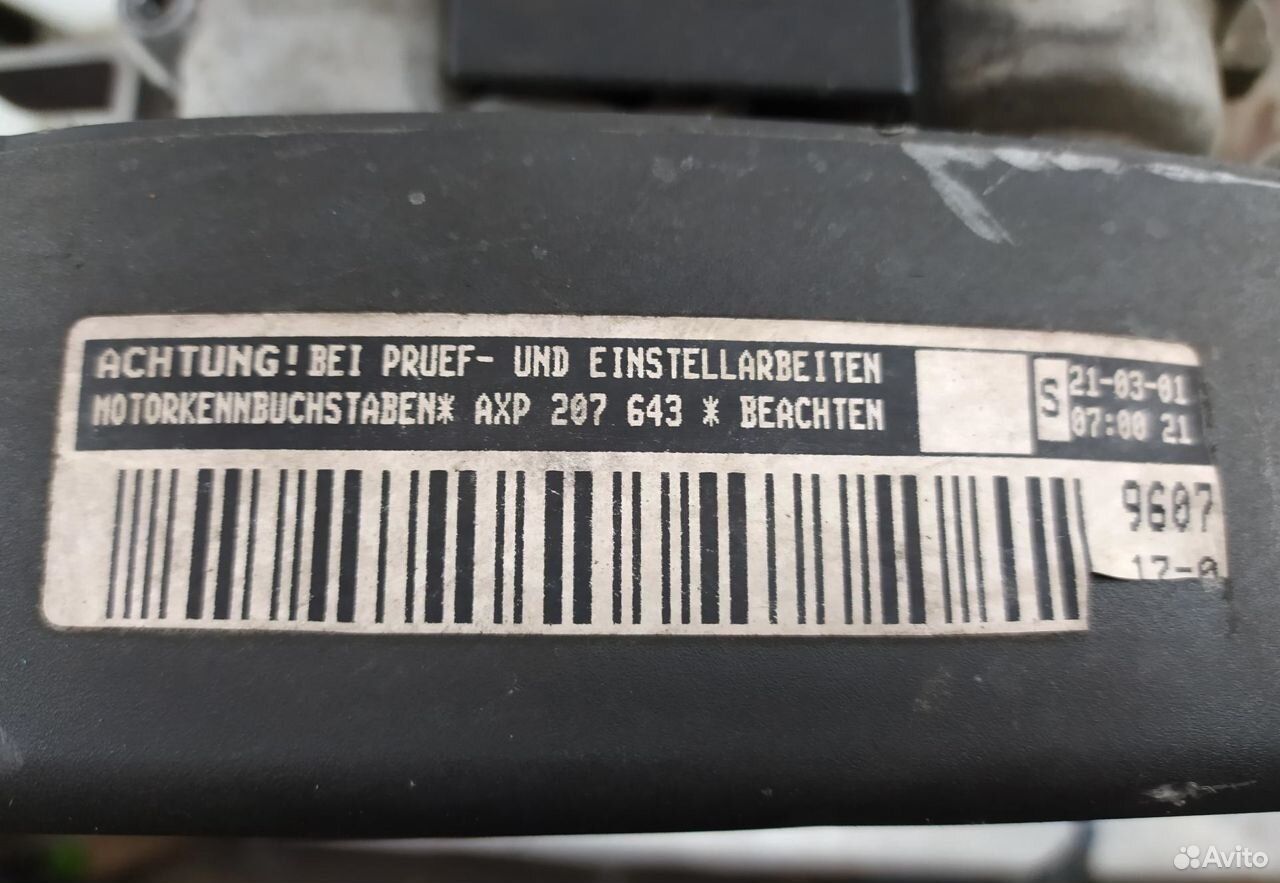 ACHTUNG! BEI PRUEF- UND EINSTELLARBEITEN
MOTORKENNBUCHSTABEN* AXP 207 643 * BEACHTEN
S
21-03-01
07:00 21
9607
Avito